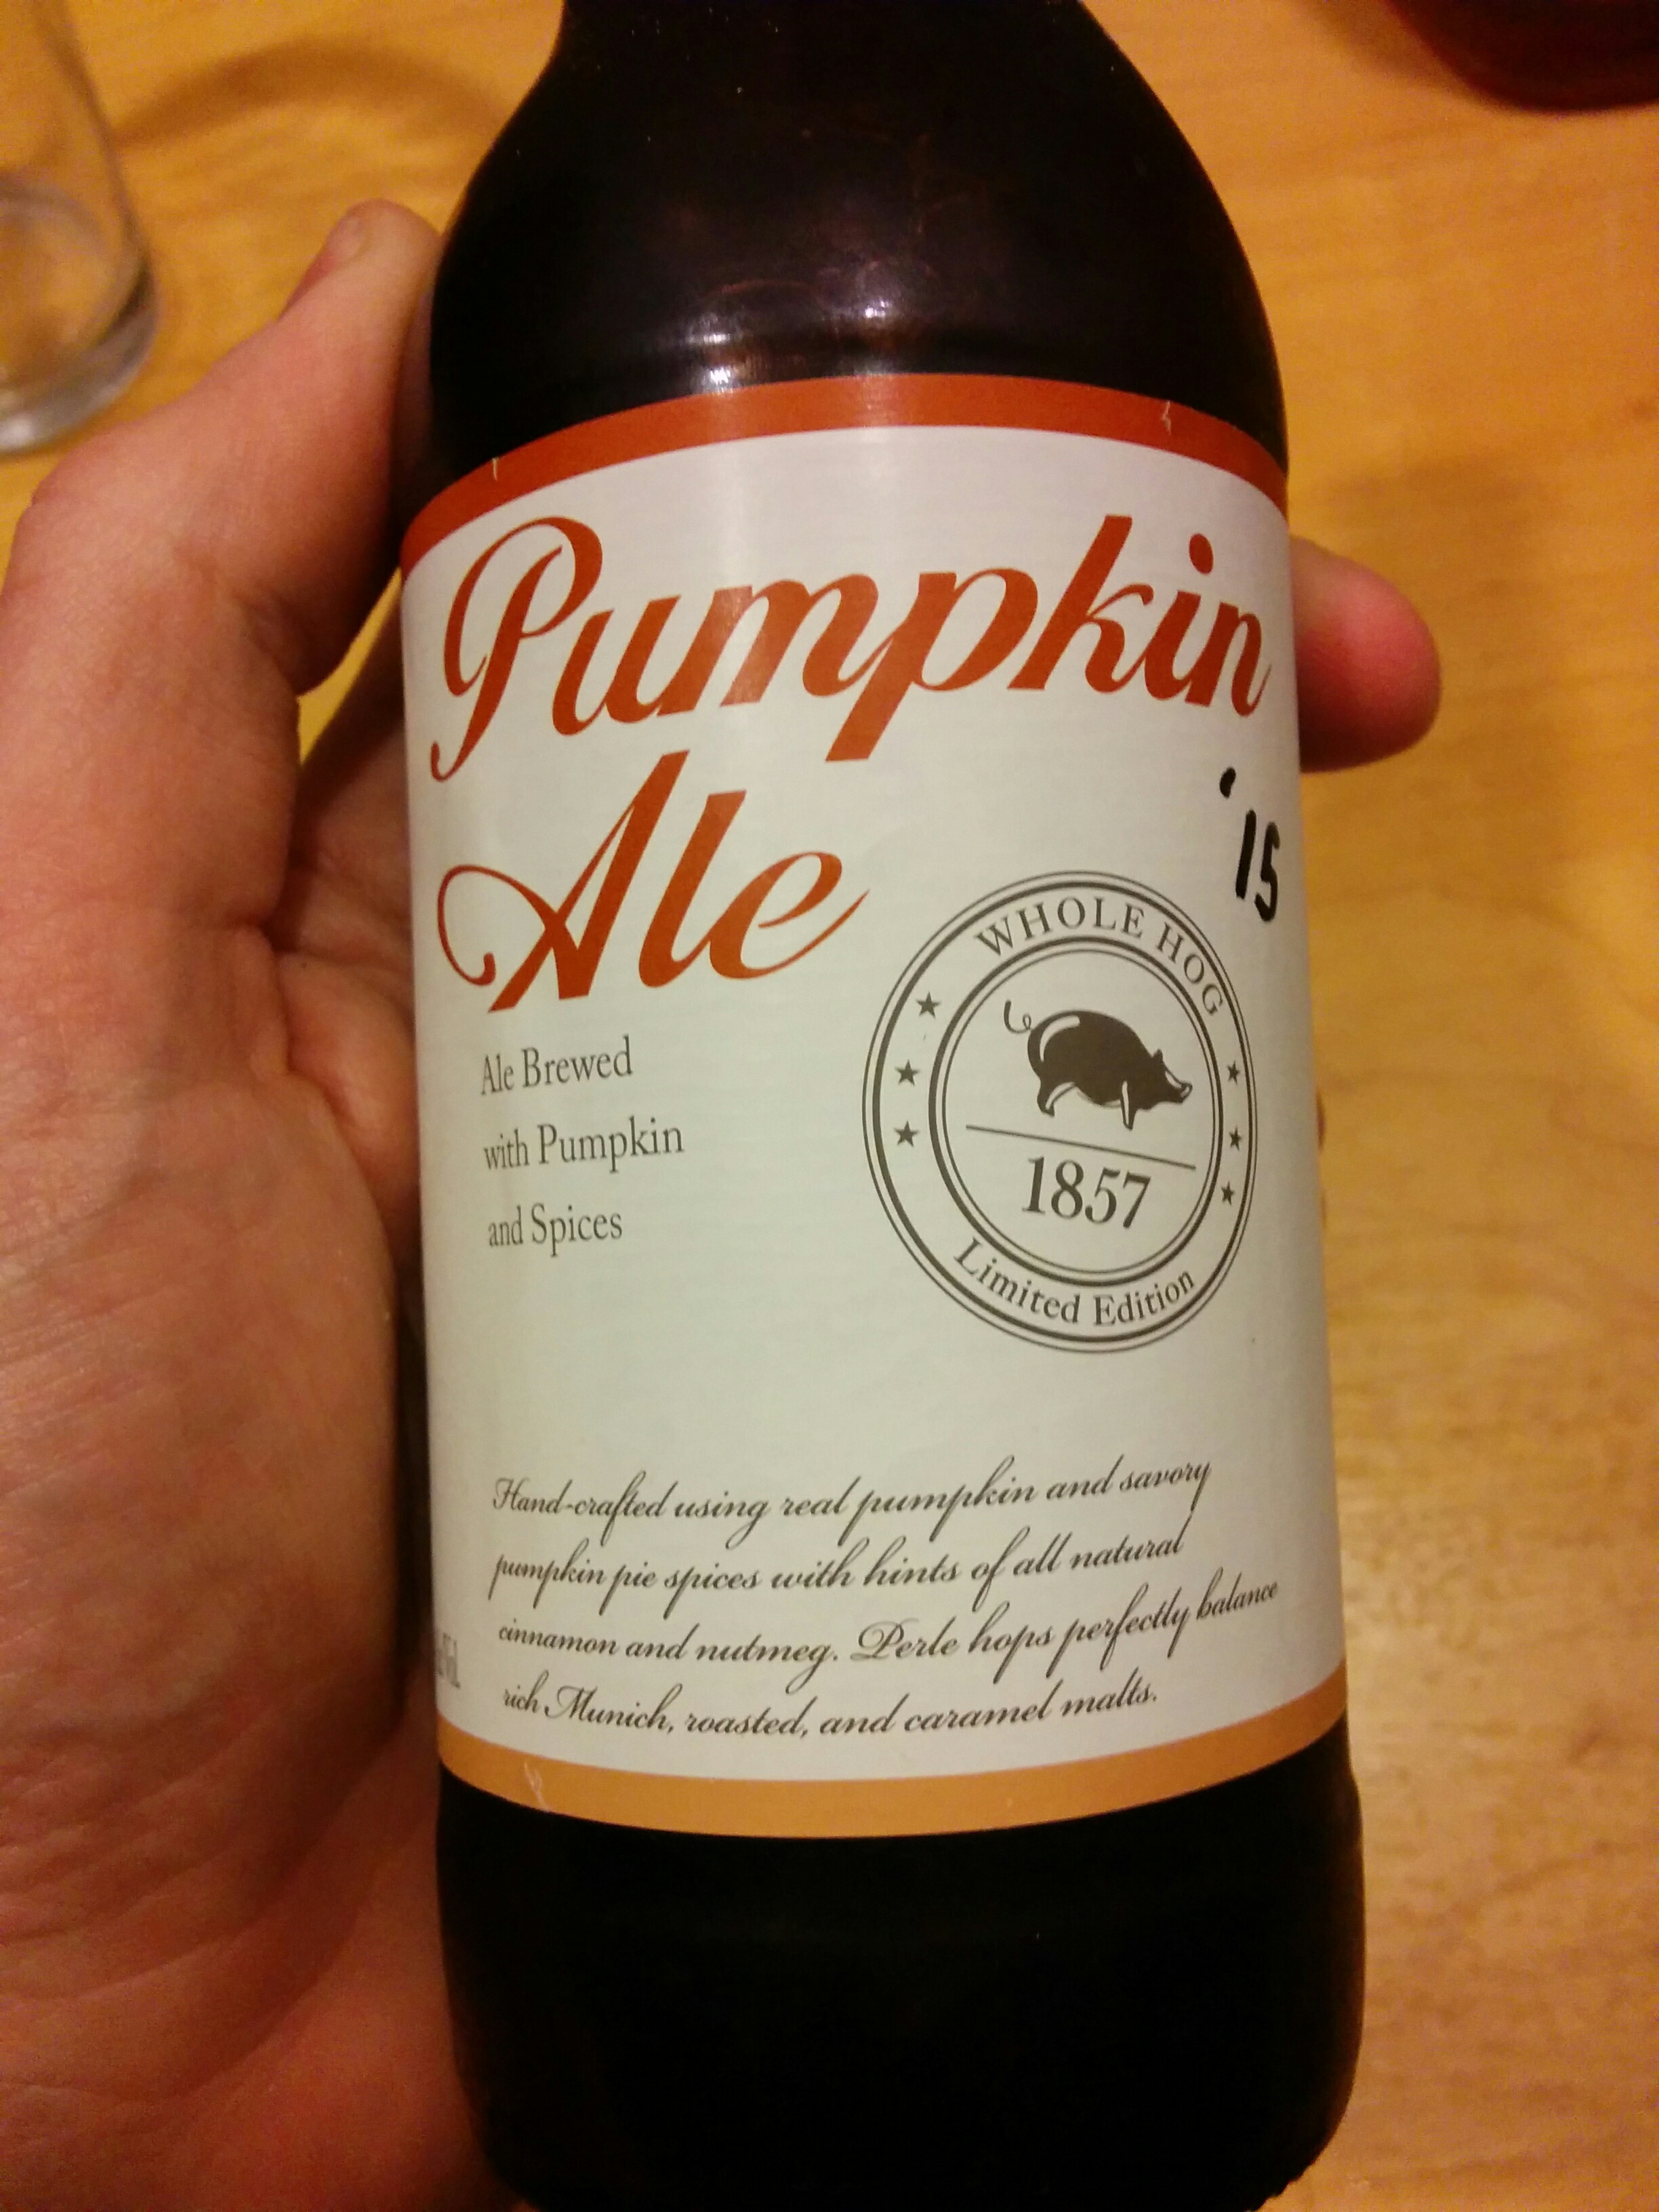 Pumpkin
Ale
'15
WHOLE HOG
1857
Limited Edition
Ale Brewed
with Pumpkin
and Spices
Hand-crafted using real pumpkin and savory
pumpkin pie spices with hints of all natural
cinnamon and nutmeg. Perle hops perfectly balance
rich Munich, roasted, and caramel malts.